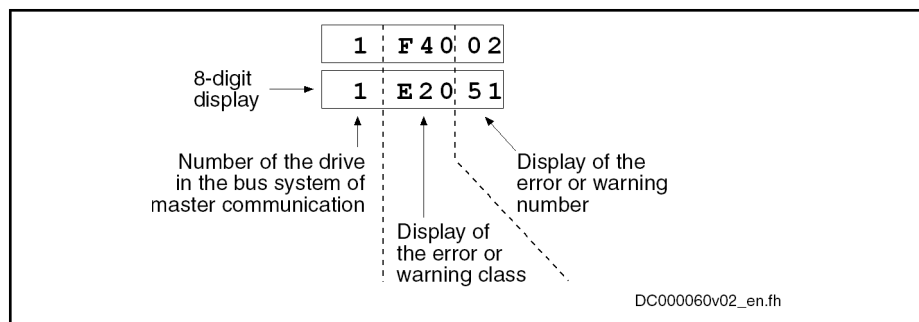 1 F40 02
1 E20 51
8-digit
display
Number of the drive
in the bus system of
master communication
Display of the
error or warning
number
Display of
the error or
warning class
DC000060v02_en.fh